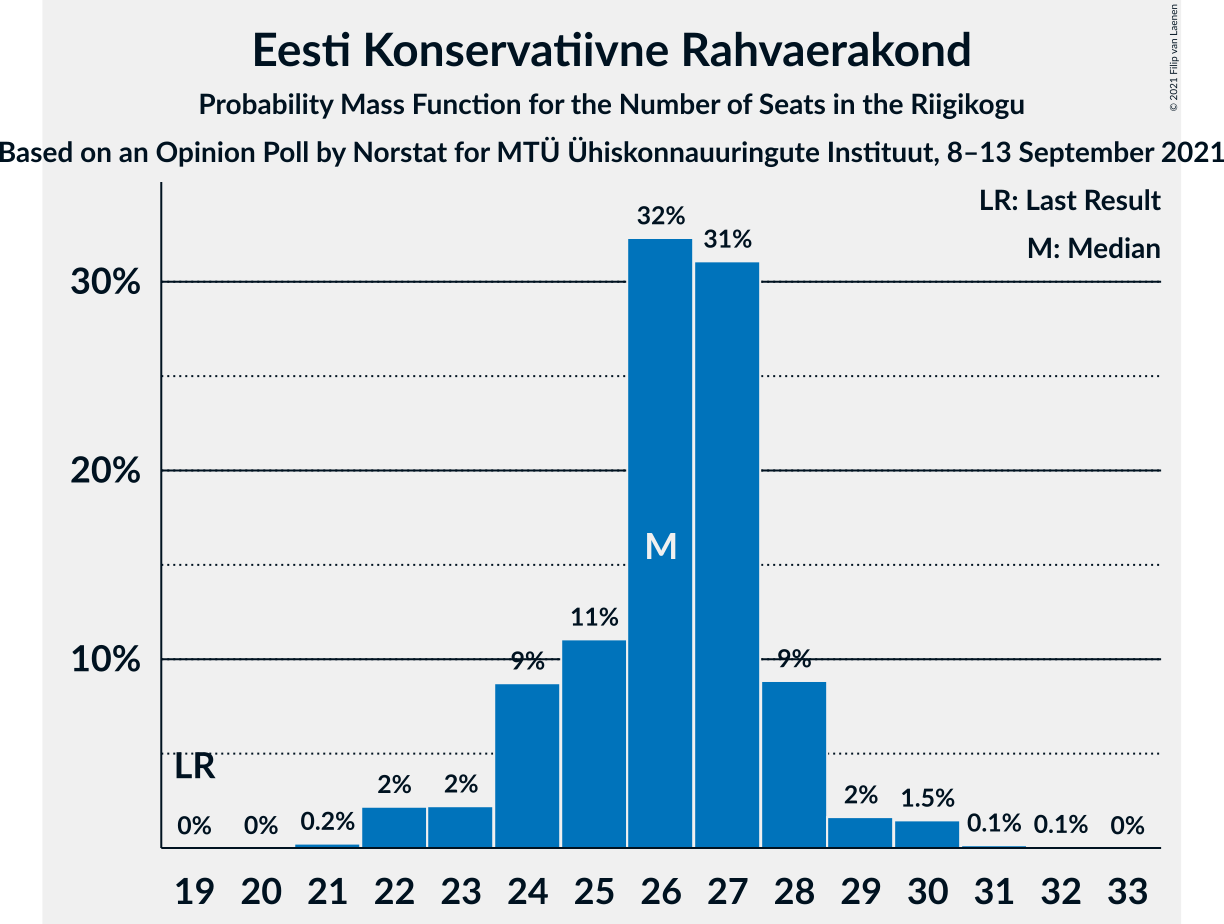 Eesti Konservatiivne Rahvaerakond
Probability Mass Function for the Number of Seats in the Riigikogu
Based on an Opinion Poll by Norstat for MTÜ Ühiskonnauuringute Instituut, 8–13 September 2021
© 2021 Filip van Laenen
LR: Last Result
M: Median
32%
31%
30%
20%
M
11%
10%
9%
9%
LR
2%
2%
2%
1.5%
0%
0%
0.2%
0.1%
0.1%
0%
19 20 21 22 23 24 25 26 27 28 29 30 31 32 33